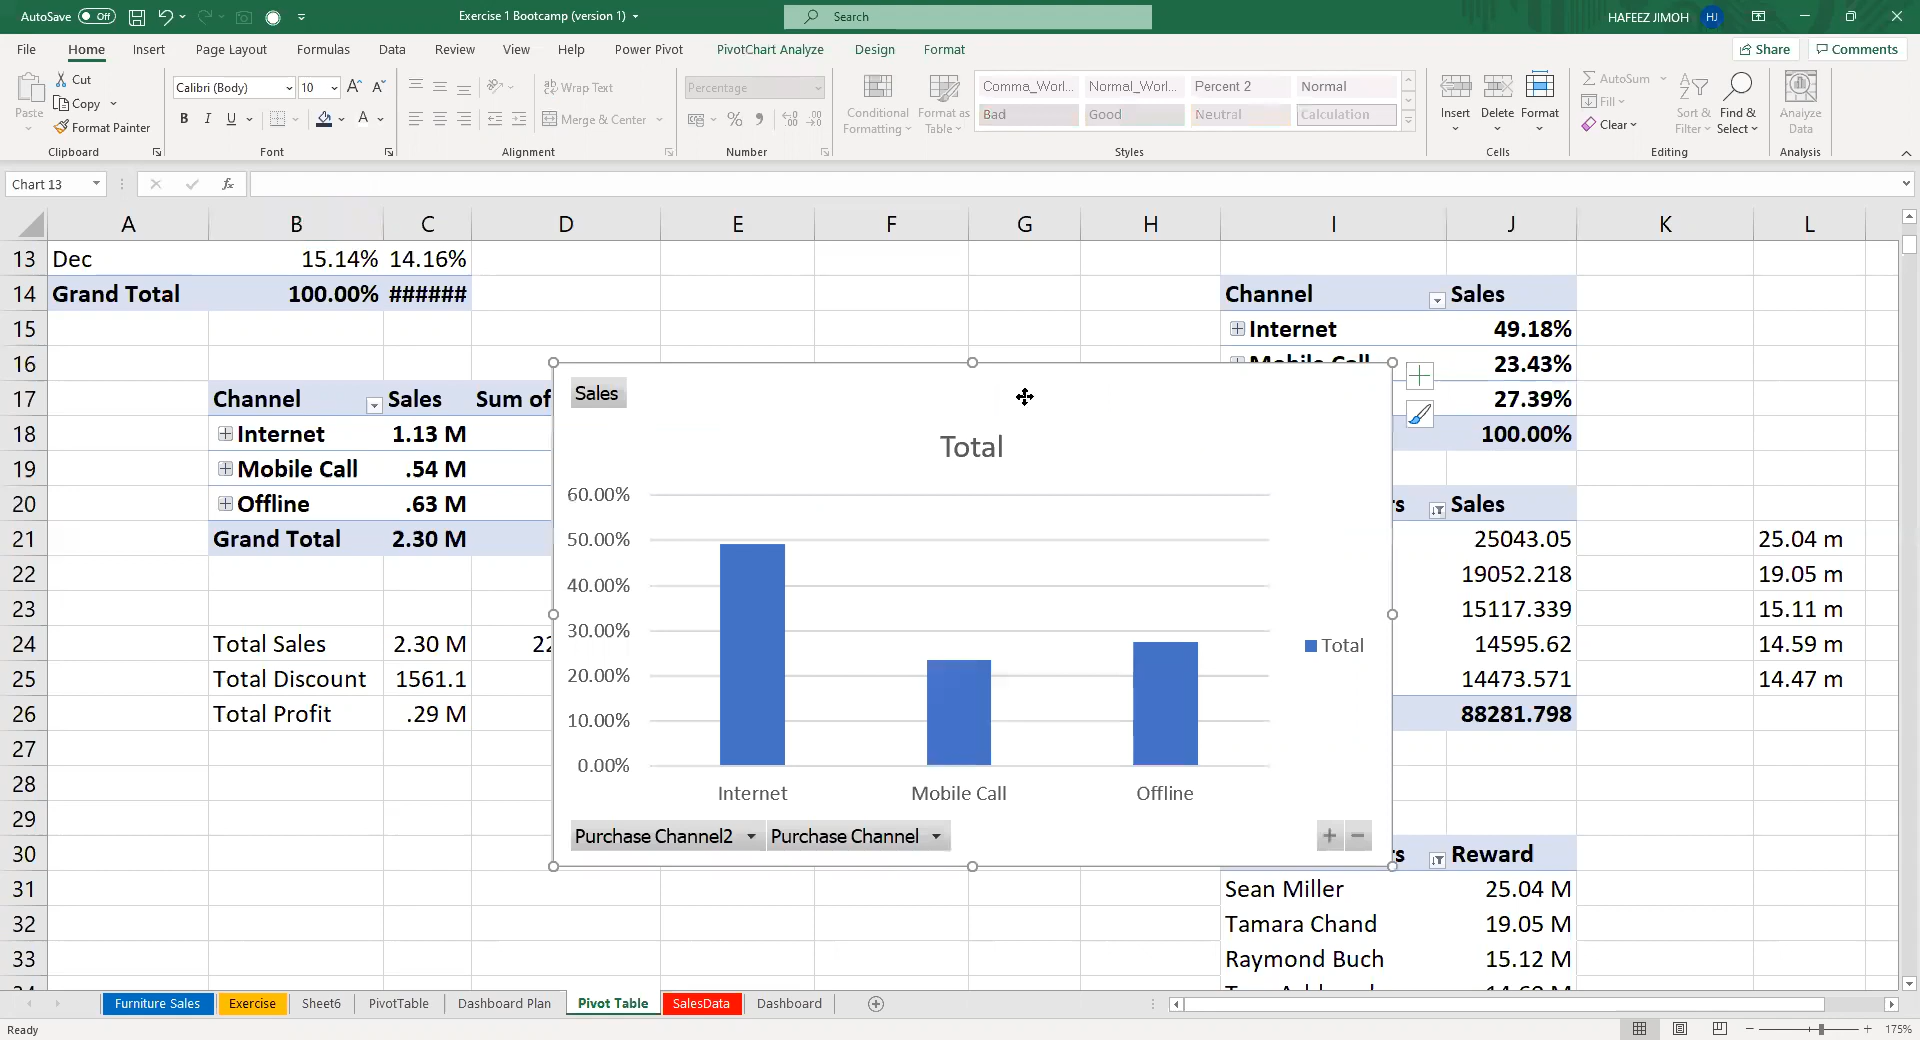 AutoSave Off Exercise 1 Bootcamp (version 1) Search HAFEEZ JIMOH HJ
File Home Insert Page Layout Formulas Data Review View Help Power Pivot PivotChart Analyze Design Format Share Comments
Paste Cut Copy Format Painter Clipboard
Calibri (Body) 10 A A B I U A Font
Wrap Text Merge & Center Alignment
Percentage % Number
Conditional Formatting Format as Table
Comma_Worl... Normal_Worl... Percent 2 Normal
Bad Good Neutral Calculation
Styles
Insert Delete Format Cells
AutoSum Fill Clear Sort & Filter Find & Select Editing
Analyze Data Analysis
Chart 13 fx
A B C D E F G H I J K L
13 Dec 15.14% 14.16%
14 Grand Total 100.00% ###### Channel Sales
15 Internet 49.18%
16 Mobile Call 23.43%
17 Channel Sales Sum of 27.39%
18 Internet 1.13 M 100.00%
19 Mobile Call .54 M
20 Offline .63 M rs Sales
21 Grand Total 2.30 M 25043.05 25.04 m
22 19052.218 19.05 m
23 15117.339 15.11 m
24 Total Sales 2.30 M 22 14595.62 14.59 m
25 Total Discount 1561.1 14473.571 14.47 m
26 Total Profit .29 M 88281.798
27
28
29
30 rs Reward
31 Sean Miller 25.04 M
32 Tamara Chand 19.05 M
33 Raymond Buch 15.12 M
Sales
Total
60.00%
50.00%
40.00%
30.00%
20.00%
10.00%
0.00%
Internet Mobile Call Offline
Total
Purchase Channel2 Purchase Channel
Furniture Sales Exercise Sheet6 PivotTable Dashboard Plan Pivot Table SalesData Dashboard
Ready 175%